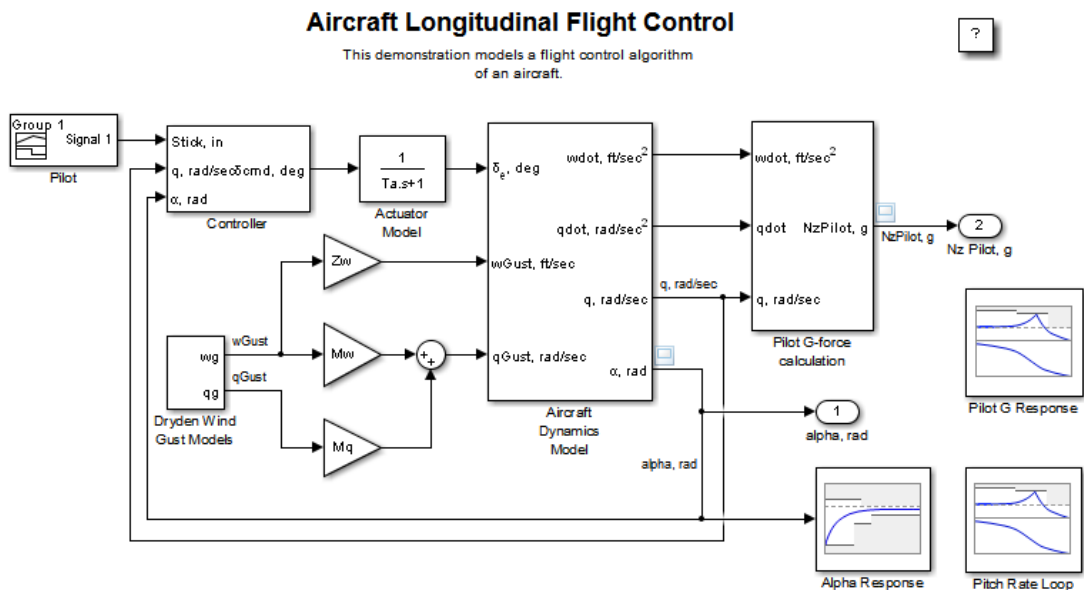 Aircraft Longitudinal Flight Control
This demonstration models a flight control algorithm
of an aircraft.
?
Group 1
Signal 1
Pilot
Stick, in
q, rad/secδcmd, deg
α, rad
Controller
1
Ta.s+1
Actuator
Model
δe, deg
wGust, ft/sec
qGust, rad/sec
wdot, ft/sec²
qdot, rad/sec²
q, rad/sec
α, rad
Aircraft
Dynamics
Model
q, rad/sec
wdot, ft/sec²
qdot
NzPilot, g
q, rad/sec
Pilot G-force
calculation
NzPilot, g
2
Nz Pilot, g
Zw
Mw
Mq
++
wg
qg
wGust
qGust
Dryden Wind
Gust Models
1
alpha, rad
alpha, rad
Pilot G Response
Alpha Response
Pitch Rate Loop